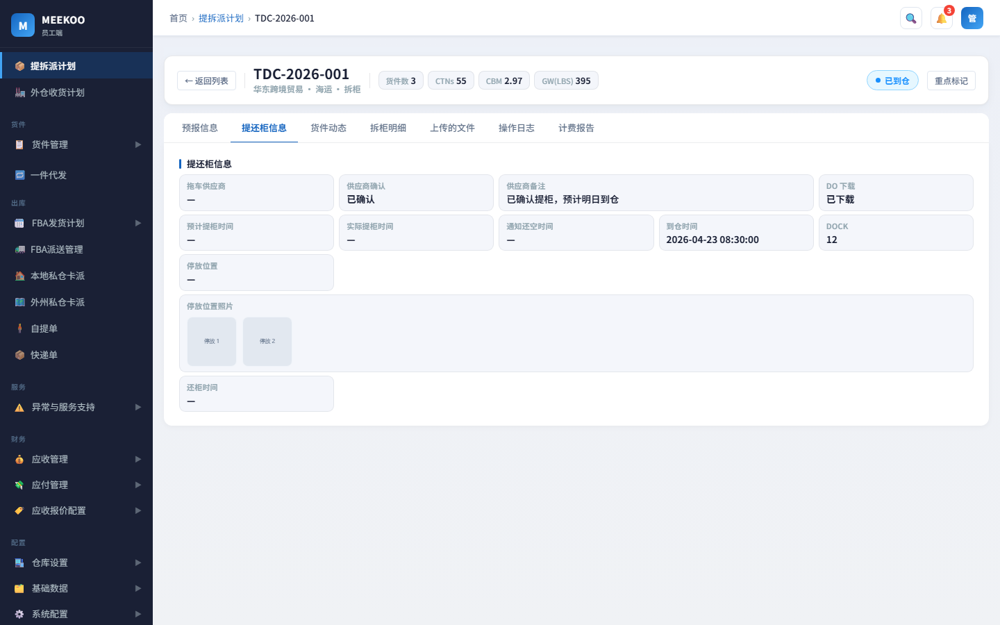 M
MEEKOO
员工端
提拆派计划
外仓收货计划
货件
货件管理
一件代发
出库
FBA发货计划
FBA派送管理
本地私仓卡派
外州私仓卡派
自提单
快递单
服务
异常与服务支持
财务
应收管理
应付管理
应收报价配置
配置
仓库设置
基础数据
系统配置
首页 › 提拆派计划 › TDC-2026-001
3
管
← 返回列表
TDC-2026-001
华东跨境贸易 • 海运 • 拆柜
货件数 3
CTNs 55
CBM 2.97
GW(LBS) 395
已到仓
重点标记
预报信息
提还柜信息
货件动态
拆柜明细
上传的文件
操作日志
计费报告
提还柜信息
拖车供应商
—
供应商确认
已确认
供应商备注
已确认提柜，预计明日到仓
DO 下载
已下载
预计提柜时间
—
实际提柜时间
—
通知还空时间
—
到仓时间
2026-04-23 08:30:00
DOCK
12
停放位置
—
停放位置照片
停放 1
停放 2
还柜时间
—